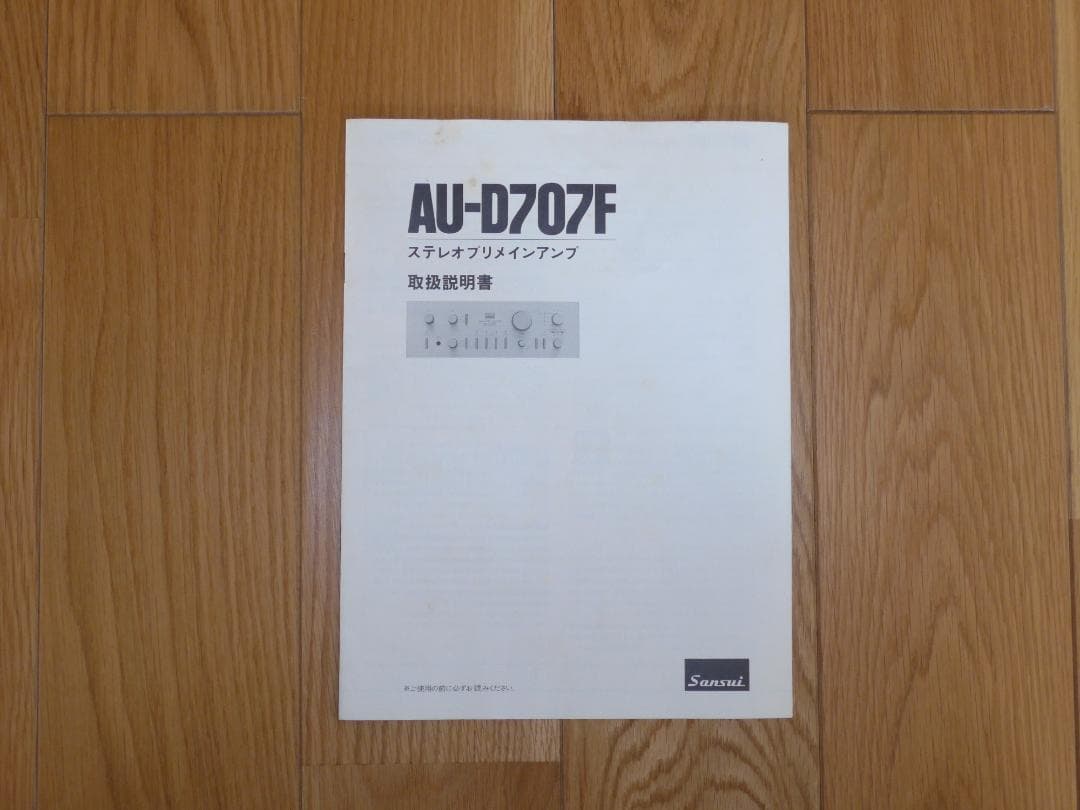 AU-D707F
ステレオプリメインアンプ
取扱説明書
※ご使用の前に必ずお読みください。
Sansui